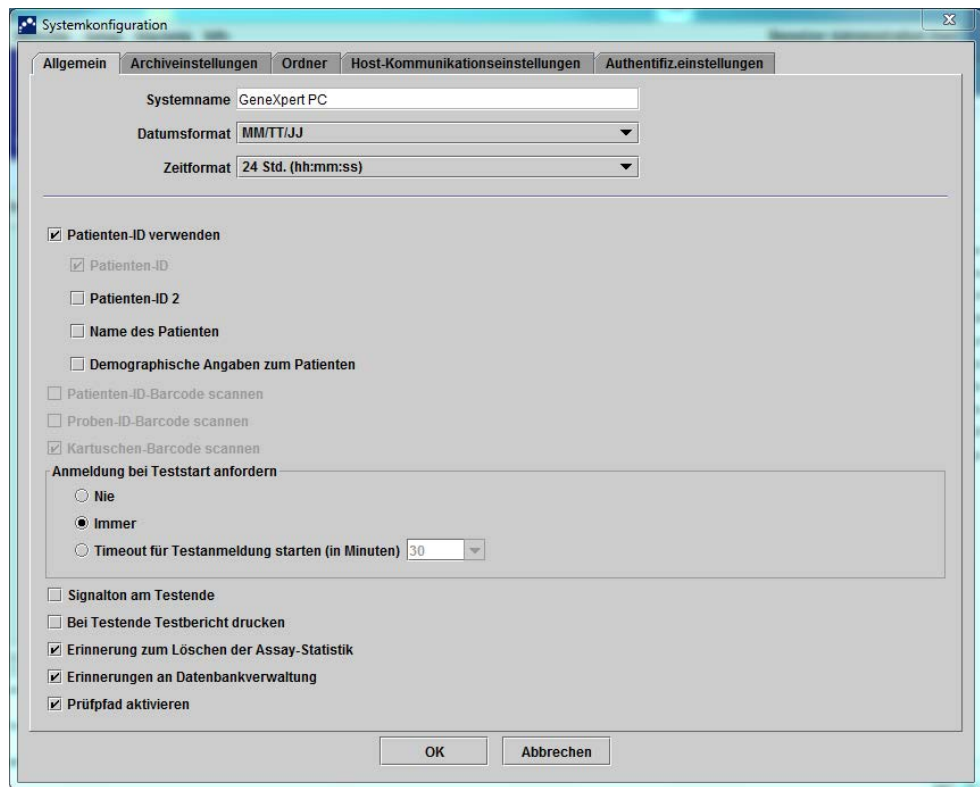 Systemkonfiguration
Allgemein Archiveinstellungen Ordner Host-Kommunikationseinstellungen Authentifiz.einstellungen
Systemname GeneXpert PC
Datumsformat MM/TT/JJ
Zeitformat 24 Std. (hh:mm:ss)
Patienten-ID verwenden
Patienten-ID
Patienten-ID 2
Name des Patienten
Demographische Angaben zum Patienten
Patienten-ID-Barcode scannen
Proben-ID-Barcode scannen
Kartuschen-Barcode scannen
Anmeldung bei Teststart anfordern
Nie
Immer
Timeout für Testanmeldung starten (in Minuten) 30
Signalton am Testende
Bei Testende Testbericht drucken
Erinnerung zum Löschen der Assay-Statistik
Erinnerungen an Datenbankverwaltung
Prüfpfad aktivieren
OK Abbrechen